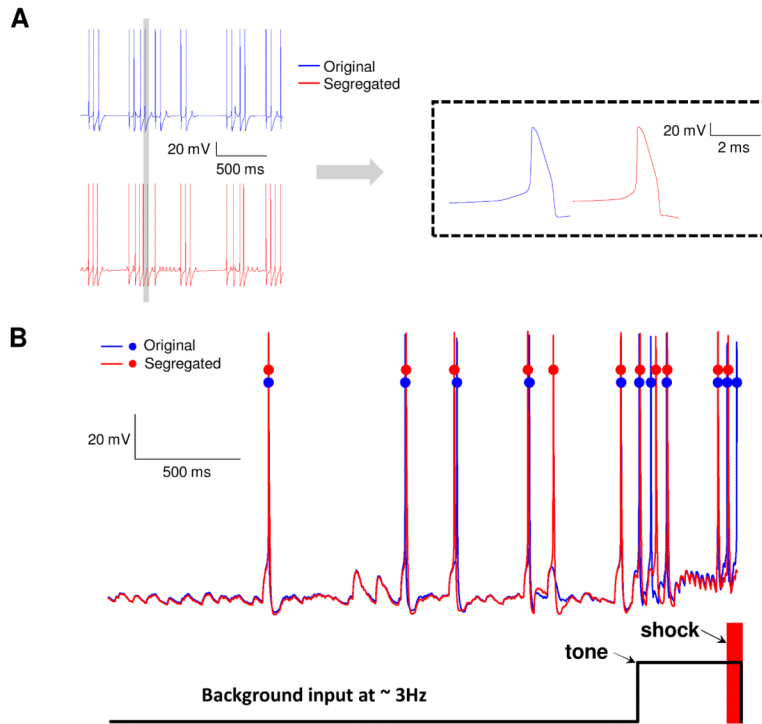 A
Original
Segregated
20 mV
500 ms
20 mV
2 ms
B
Original
Segregated
20 mV
500 ms
shock
tone
Background input at ~ 3Hz